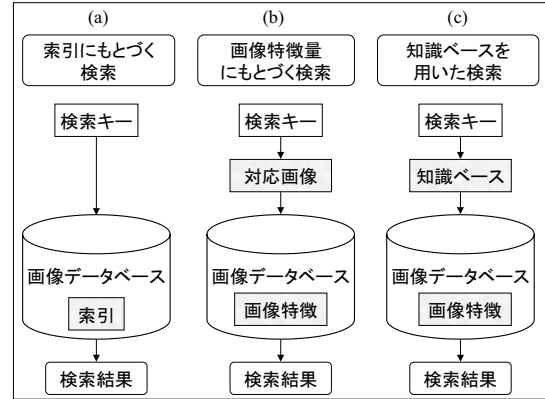 (a)
索引にもとづく
検索
検索キー
画像データベース
索引
検索結果
(b)
画像特徴量
にもとづく検索
検索キー
対応画像
画像データベース
画像特徴
検索結果
(c)
知識ベースを
用いた検索
検索キー
知識ベース
画像データベース
画像特徴
検索結果